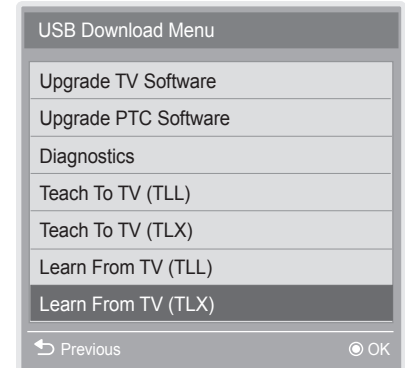 USB Download Menu
Upgrade TV Software
Upgrade PTC Software
Diagnostics
Teach To TV (TLL)
Teach To TV (TLX)
Learn From TV (TLL)
Learn From TV (TLX)
Previous OK